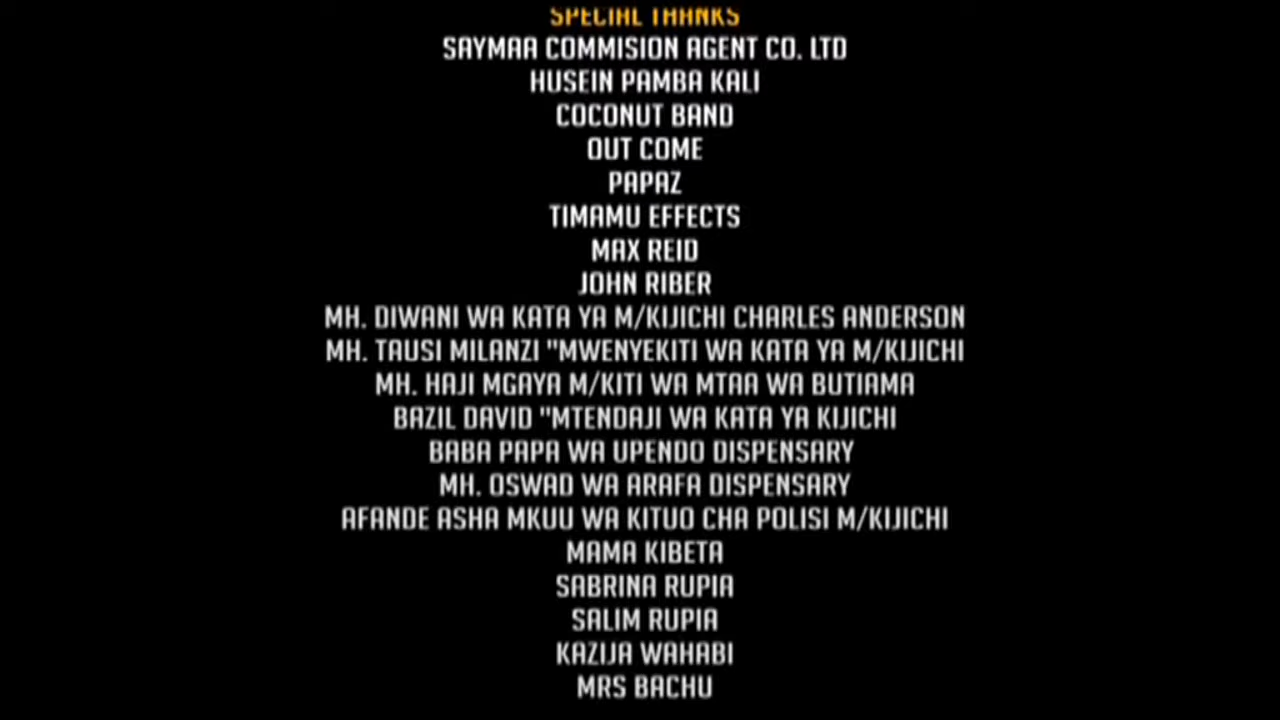 SPECIAL THANKS
SAYMAA COMMISION AGENT CO. LTD
HUSEIN PAMBA KALI
COCONUT BAND
OUT COME
PAPAZ
TIMAMU EFFECTS
MAX REID
JOHN RIBER
MH. DIWANI WA KATA YA M/KIJICHI CHARLES ANDERSON
MH. TAUSI MILANZI "MWENYEKITI WA KATA YA M/KIJICHI
MH. HAJI MGAYA M/KITI WA MTAA WA BUTIAMA
BAZIL DAVID "MTENDAJI WA KATA YA KIJICHI
BABA PAPA WA UPENDO DISPENSARY
MH. OSWAD WA ARAFA DISPENSARY
AFANDE ASHA MKUU WA KITUO CHA POLISI M/KIJICHI
MAMA KIBETA
SABRINA RUPIA
SALIM RUPIA
KAZIJA WAHABI
MRS BACHU